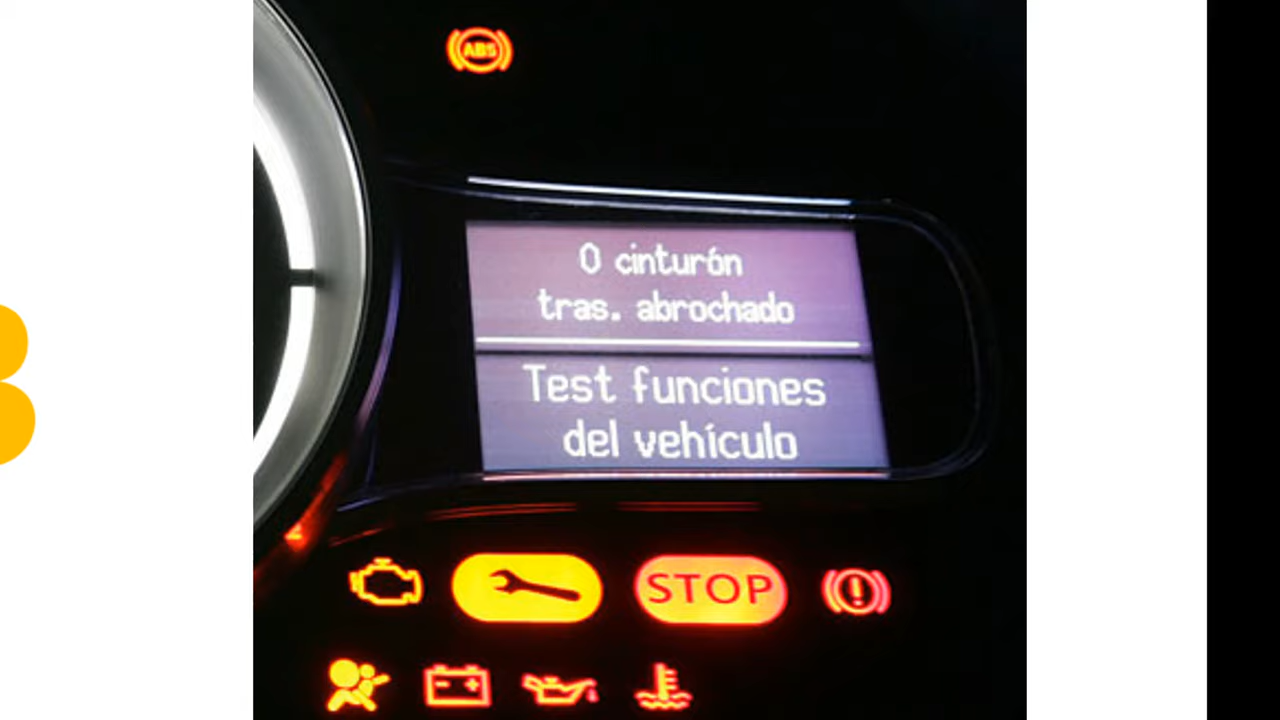 ABS
0 cinturón
tras. abrochado
Test funciones
del vehículo
STOP